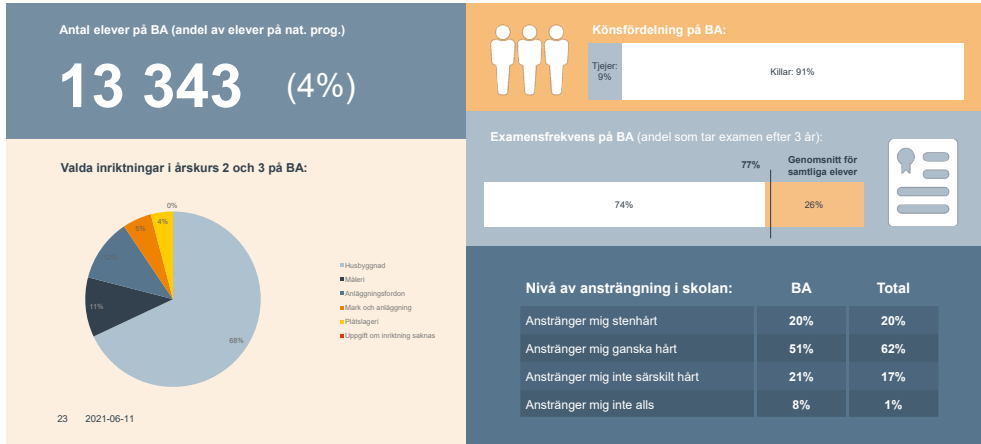 Antal elever på BA (andel av elever på nat. prog.)
13 343 (4%)
Valda inriktningar i årskurs 2 och 3 på BA:
0%
4%
5%
11%
68%
Husbyggnad
Måleri
Anläggningsfordon
Mark och anläggning
Plåtslageri
Uppgift om inriktning saknas
23 2021-06-11
Könsfördelning på BA:
Tjejer:
9%
Killar: 91%
Examensfrekvens på BA (andel som tar examen efter 3 år):
77%
Genomsnitt för
samtliga elever
74%
26%
Nivå av ansträngning i skolan: BA Total
Anstränger mig stenhårt 20% 20%
Anstränger mig ganska hårt 51% 62%
Anstränger mig inte särskilt hårt 21% 17%
Anstränger mig inte alls 8% 1%